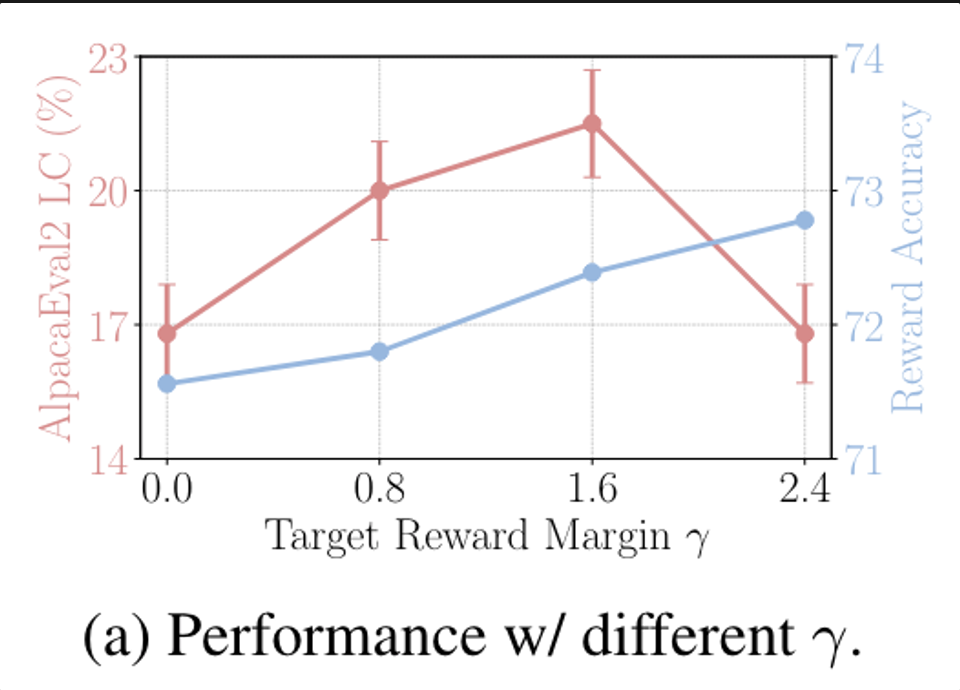 AlpacaEval2 LC (%)
23
20
17
14
74
73
72
71
Reward Accuracy
0.0 0.8 1.6 2.4
Target Reward Margin γ
(a) Performance w/ different γ.